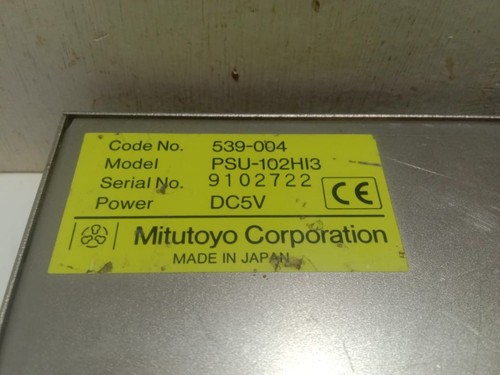 Code No. 539-004
Model PSU-102HI3
Serial No. 9102722
Power DC5V
CE
Mitutoyo Corporation
MADE IN JAPAN